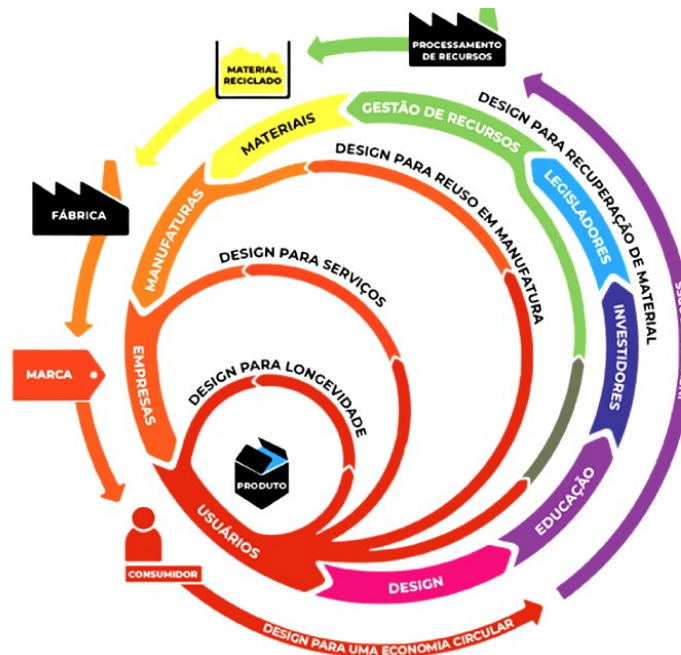 PROCESSAMENTO
DE RECURSOS
MATERIAL
RECICLADO
FÁBRICA
MARCA
CONSUMIDOR
DESIGN PARA UMA ECONOMIA CIRCULAR
GESTÃO DE RECURSOS
MATERIAIS
MANUFATURAS
EMPRESAS
USUÁRIOS
DESIGN
EDUCAÇÃO
INVESTIDORES
LEGISLADORES
DESIGN PARA RECUPERAÇÃO DE MATERIAL
DESIGN PARA REUSO EM MANUFATURA
DESIGN PARA SERVIÇOS
DESIGN PARA LONGEVIDADE
PRODUTO